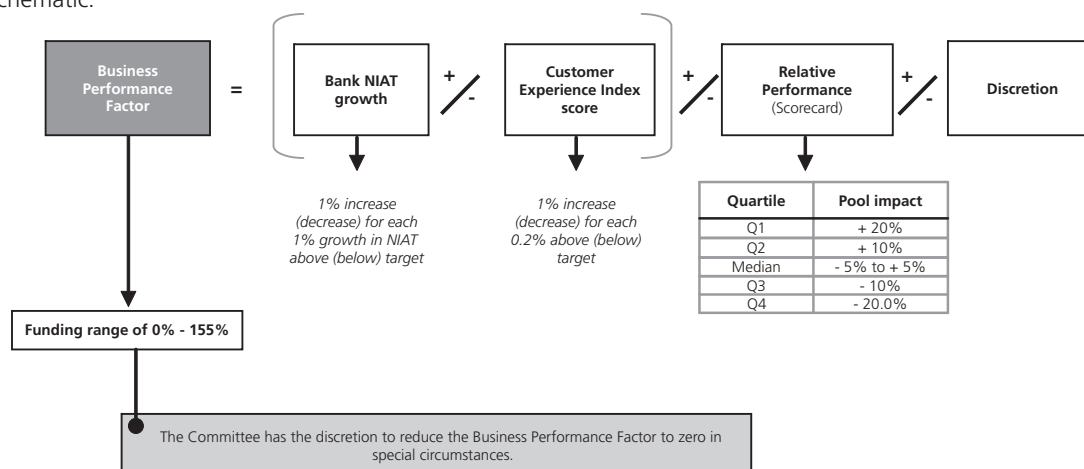 chematic.
Business
Performance
Factor
=
Bank NIAT
growth
+
-
Customer
Experience Index
score
+
-
Relative
Performance
(Scorecard)
+
-
Discretion
1% increase
(decrease) for each
1% growth in NIAT
above (below) target
1% increase
(decrease) for each
0.2% above (below)
target
Quartile Pool impact
Q1 + 20%
Q2 + 10%
Median - 5% to + 5%
Q3 - 10%
Q4 - 20.0%
Funding range of 0% - 155%
The Committee has the discretion to reduce the Business Performance Factor to zero in
special circumstances.